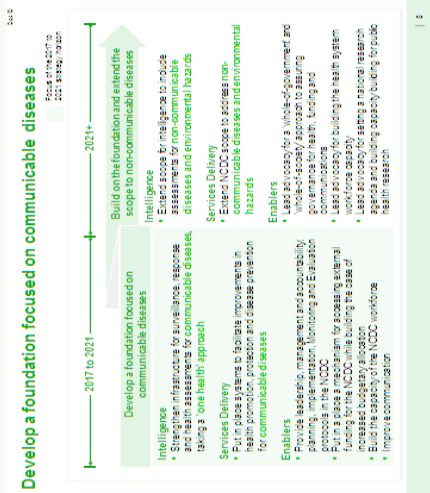 Develop a foundation focused on communicable diseases
Focus of the 2017 to
2021 strategy horizon
2017 to 2021
2021+
Develop a foundation focused on
communicable diseases
Intelligence
• Strengthen infrastructure for surveillance, response
and health assessments for communicable diseases,
taking a 'one health' approach
Services Delivery
• Put in place systems to facilitate improvements in
health promotion, protection and disease prevention
for communicable diseases
Enablers
• Provide leadership, management and accountability;
planning, implementation, Monitoring and Evaluation
protocols in the NCDC
• Put in a place a mechanism for accessing external
funding for the NCDC while building the case of
increased budgetary allocation
• Build the capacity of the NCDC workforce
• Improve communication
Build on the foundation and extend the
scope to non-communicable diseases
Intelligence
• Extend scope for intelligence to include
assessments for non-communicable
diseases and environmental hazards
Services Delivery
• Extend NCDC scope to address non-
communicable diseases and environmental
hazards
Enablers
• Lead advocacy for a 'whole-of-government and
whole-of-society' approach to assuring
governance for health, funding and
communications
• Lead advocacy for building the health system
workforce capacity
• Lead advocacy for setting a national research
agenda and building capacity building for public
health research